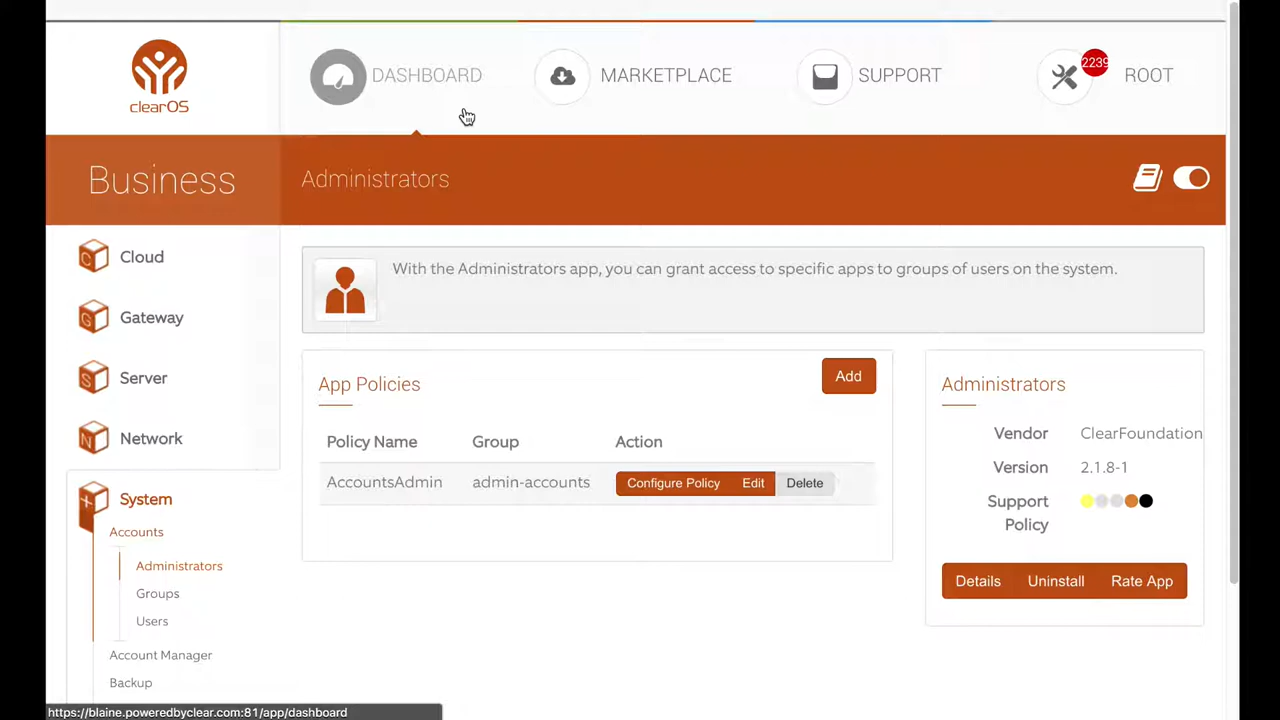 clearOS
DASHBOARD
MARKETPLACE
SUPPORT
2239
ROOT
Business
Administrators
Cloud
Gateway
Server
Network
System
Accounts
Administrators
Groups
Users
Account Manager
Backup
With the Administrators app, you can grant access to specific apps to groups of users on the system.
App Policies
Add
Policy Name Group Action
AccountsAdmin admin-accounts Configure Policy Edit Delete
Administrators
Vendor ClearFoundation
Version 2.1.8-1
Support
Policy
Details Uninstall Rate App
https://blaine.poweredbyclear.com:81/app/dashboard